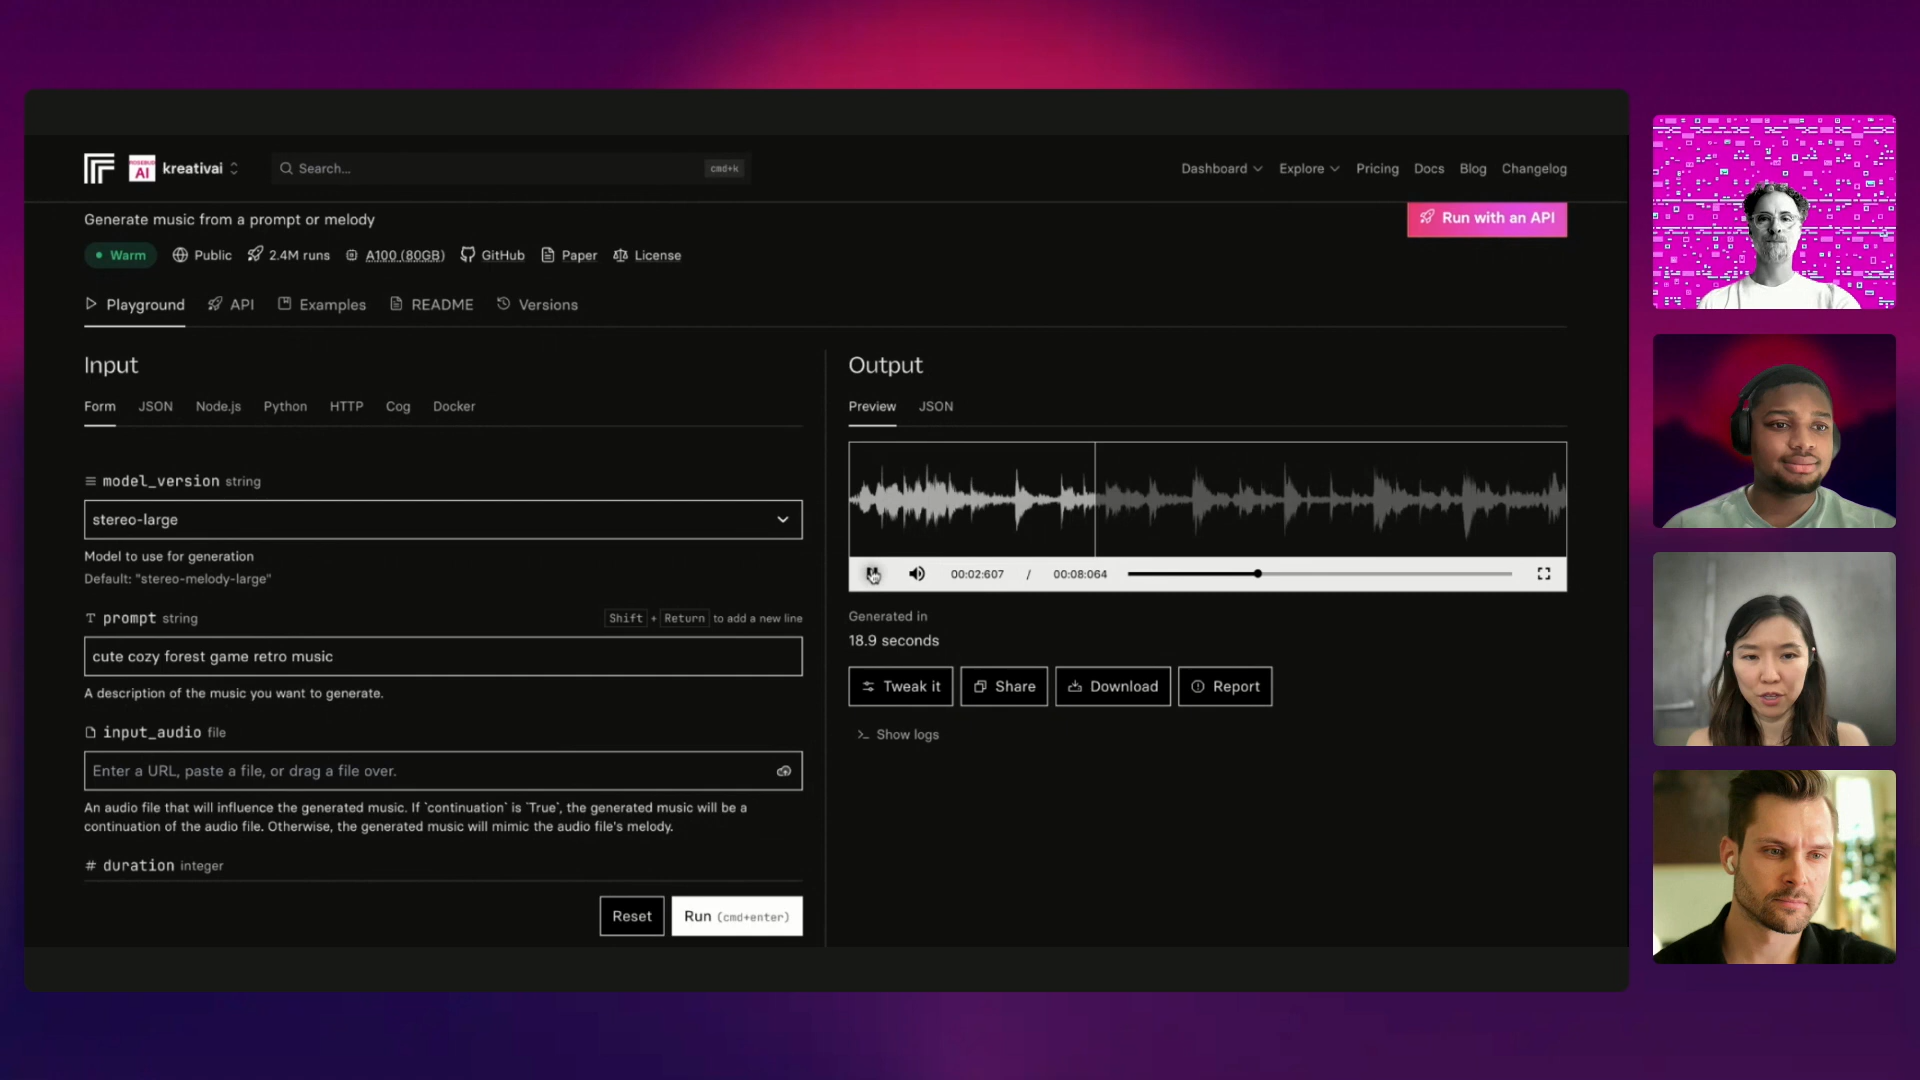 ROSEBUD
AI
kreativai
Search...
cmd+k
Dashboard
Explore
Pricing
Docs
Blog
Changelog
Generate music from a prompt or melody
Run with an API
Warm
Public
2.4M runs
A100 (80GB)
GitHub
Paper
License
Playground
API
Examples
README
Versions
Input
Form
JSON
Node.js
Python
HTTP
Cog
Docker
model_version string
stereo-large
Model to use for generation
Default: "stereo-melody-large"
prompt string
Shift + Return to add a new line
cute cozy forest game retro music
A description of the music you want to generate.
input_audio file
Enter a URL, paste a file, or drag a file over.
An audio file that will influence the generated music. If `continuation` is `True`, the generated music will be a
continuation of the audio file. Otherwise, the generated music will mimic the audio file's melody.
# duration integer
Reset
Run (cmd+enter)
Output
Preview
JSON
00:02:607 / 00:08:064
Generated in
18.9 seconds
Tweak it
Share
Download
Report
Show logs